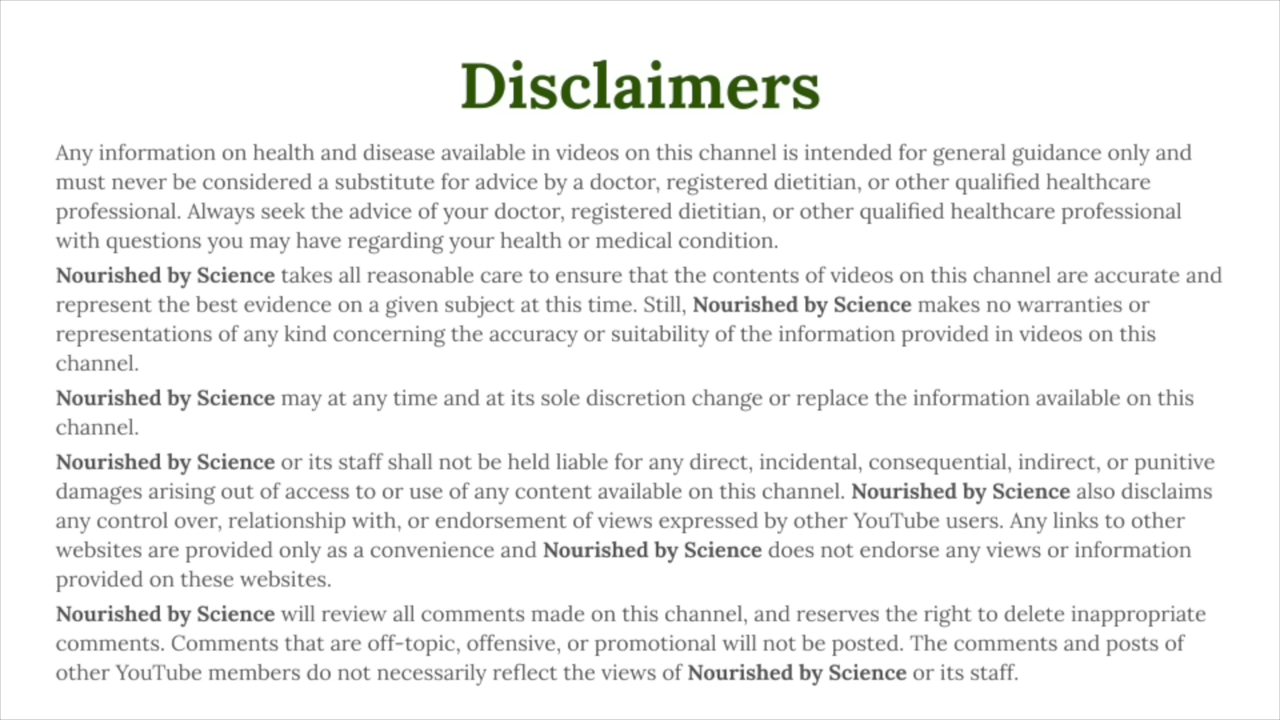 Disclaimers
Any information on health and disease available in videos on this channel is intended for general guidance only and
must never be considered a substitute for advice by a doctor, registered dietitian, or other qualified healthcare
professional. Always seek the advice of your doctor, registered dietitian, or other qualified healthcare professional
with questions you may have regarding your health or medical condition.
Nourished by Science takes all reasonable care to ensure that the contents of videos on this channel are accurate and
represent the best evidence on a given subject at this time. Still, Nourished by Science makes no warranties or
representations of any kind concerning the accuracy or suitability of the information provided in videos on this
channel.
Nourished by Science may at any time and at its sole discretion change or replace the information available on this
channel.
Nourished by Science or its staff shall not be held liable for any direct, incidental, consequential, indirect, or punitive
damages arising out of access to or use of any content available on this channel. Nourished by Science also disclaims
any control over, relationship with, or endorsement of views expressed by other YouTube users. Any links to other
websites are provided only as a convenience and Nourished by Science does not endorse any views or information
provided on these websites.
Nourished by Science will review all comments made on this channel, and reserves the right to delete inappropriate
comments. Comments that are off-topic, offensive, or promotional will not be posted. The comments and posts of
other YouTube members do not necessarily reflect the views of Nourished by Science or its staff.